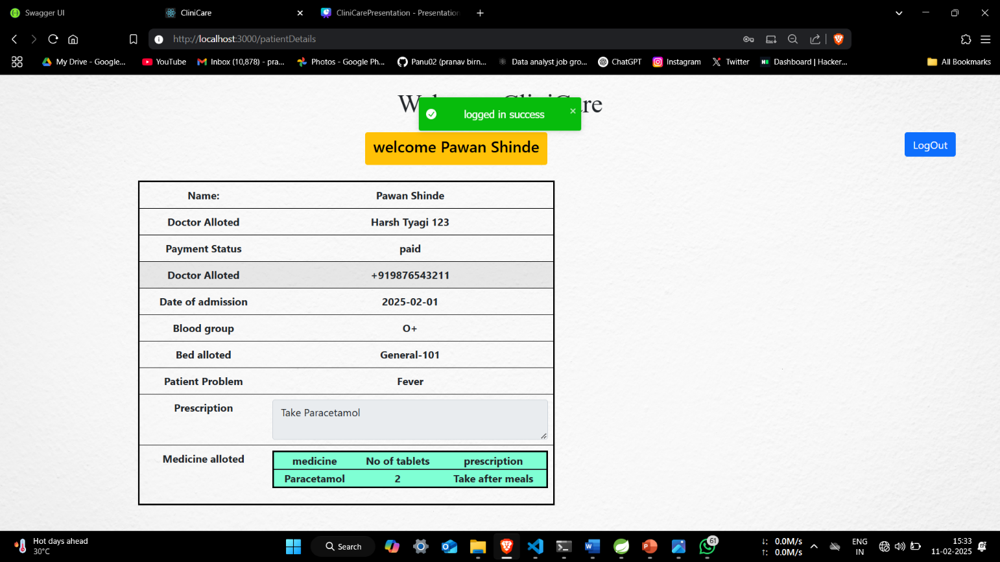 Swagger UI
CliniCare
CliniCarePresentation - Presentation
http://localhost:3000/patientDetails
My Drive - Google...
YouTube
Inbox (10,878) - pra...
Photos - Google Ph...
Panu02 (pranav birn...
Data analyst job gro...
ChatGPT
Instagram
Twitter
Dashboard | Hacker...
All Bookmarks
logged in success
welcome Pawan Shinde
LogOut
Name: Pawan Shinde
Doctor Alloted Harsh Tyagi 123
Payment Status paid
Doctor Alloted +919876543211
Date of admission 2025-02-01
Blood group O+
Bed alloted General-101
Patient Problem Fever
Prescription Take Paracetamol
Medicine alloted medicine No of tablets prescription
Paracetamol 2 Take after meals
Hot days ahead
30°C
Search
61
↓: 0.0M/s
↑: 0.0M/s
ENG
IN
15:33
11-02-2025